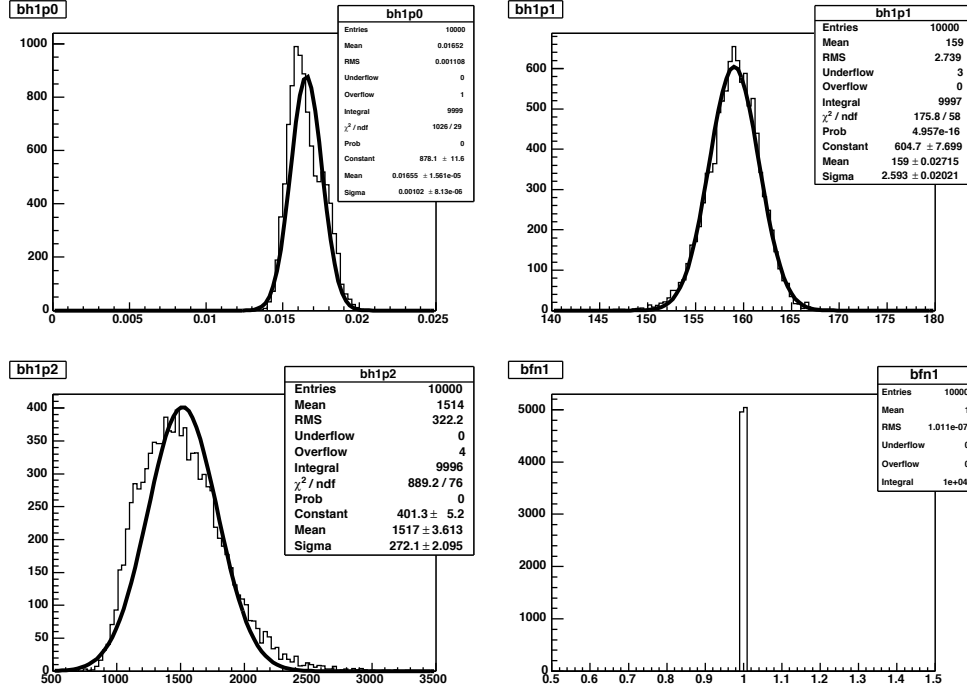 bh1p0
bh1p0
Entries 10000
Mean 0.01652
RMS 0.001108
Underflow 0
Overflow 1
Integral 9999
χ² / ndf 1026 / 29
Prob 0
Constant 878.1 ± 11.6
Mean 0.01655 ± 1.561e-05
Sigma 0.00102 ± 8.13e-06
1000
800
600
400
200
0
0 0.005 0.01 0.015 0.02 0.025
bh1p1
bh1p1
Entries 10000
Mean 159
RMS 2.739
Underflow 3
Overflow 0
Integral 9997
χ² / ndf 175.8 / 58
Prob 4.957e-16
Constant 604.7 ± 7.699
Mean 159 ± 0.02715
Sigma 2.593 ± 0.02021
600
500
400
300
200
100
0
140 145 150 155 160 165 170 175 180
bh1p2
bh1p2
Entries 10000
Mean 1514
RMS 322.2
Underflow 0
Overflow 4
Integral 9996
χ² / ndf 889.2 / 76
Prob 0
Constant 401.3 ± 5.2
Mean 1517 ± 3.613
Sigma 272.1 ± 2.095
400
350
300
250
200
150
100
50
0
500 1000 1500 2000 2500 3000 3500
bfn1
bfn1
Entries 10000
Mean 1
RMS 1.011e-07
Underflow 0
Overflow 0
Integral 1e+04
5000
4000
3000
2000
1000
0
0.5 0.6 0.7 0.8 0.9 1 1.1 1.2 1.3 1.4 1.5